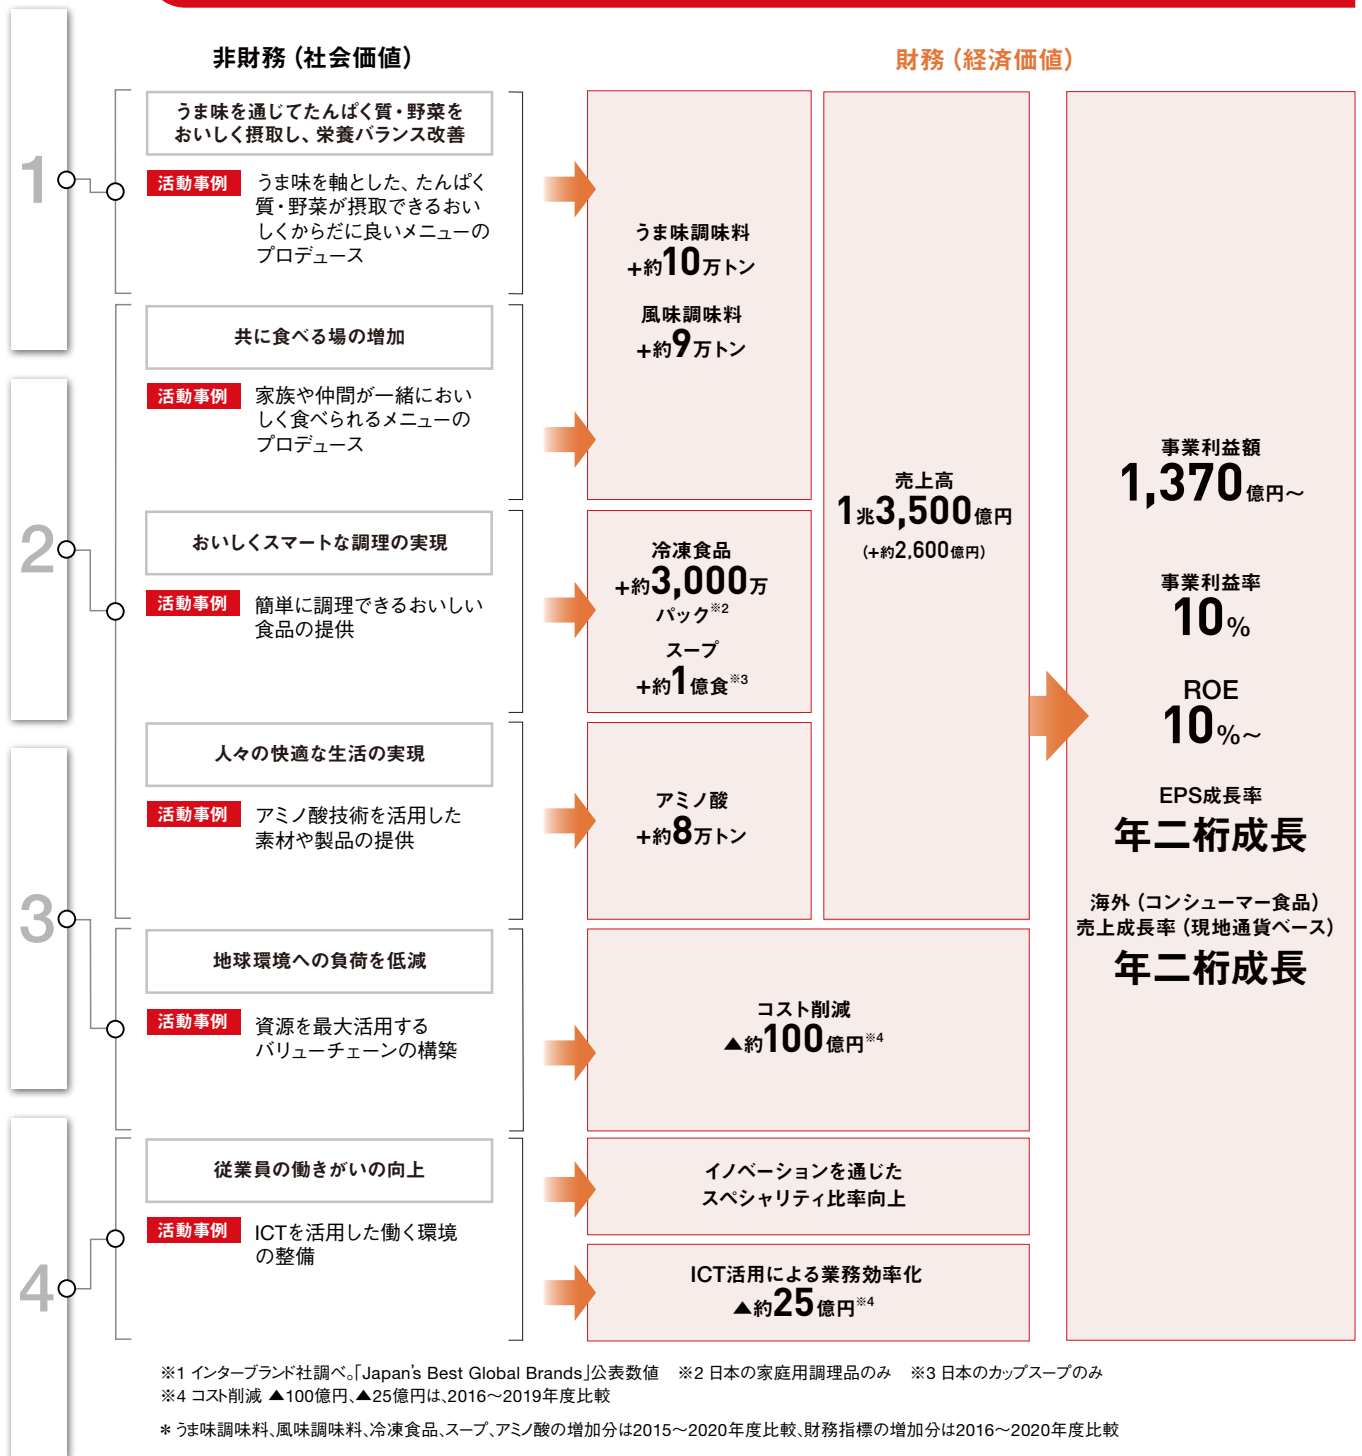 非財務（社会価値）
財務（経済価値）
1
うま味を通じてたんぱく質・野菜を
おいしく摂取し、栄養バランス改善
活動事例
うま味を軸とした、たんぱく
質・野菜が摂取できるおい
しくからだに良いメニューの
プロデュース
共に食べる場の増加
活動事例
家族や仲間が一緒においしく
しく食べられるメニューの
プロデュース
うま味調味料
+約10万トン
風味調味料
+約9万トン
2
おいしくスマートな調理の実現
活動事例
簡単に調理できるおいしい
食品の提供
冷凍食品
+約3,000万
パック※2
スープ
+約1億食※3
人々の快適な生活の実現
活動事例
アミノ酸技術を活用した
素材や製品の提供
アミノ酸
+約8万トン
売上高
1兆3,500億円
(+約2,600億円)
3
地球環境への負荷を低減
活動事例
資源を最大活用する
バリューチェーンの構築
コスト削減
▲約100億円※4
4
従業員の働きがいの向上
活動事例
ICTを活用した働く環境
の整備
イノベーションを通じた
スペシャリティ比率向上
ICT活用による業務効率化
▲約25億円※4
事業利益額
1,370億円～
事業利益率
10%
ROE
10%～
EPS成長率
年二桁成長
海外（コンシューマー食品）
売上成長率（現地通貨ベース）
年二桁成長
※1 インターブランド社調べ。「Japan's Best Global Brands」公表数値　※2 日本の家庭用調理品のみ　※3 日本のカップスープのみ
※4 コスト削減 ▲100億円、▲25億円は、2016～2019年度比較
＊ うま味調味料、風味調味料、冷凍食品、スープ、アミノ酸の増加分は2015～2020年度比較、財務指標の増加分は2016～2020年度比較